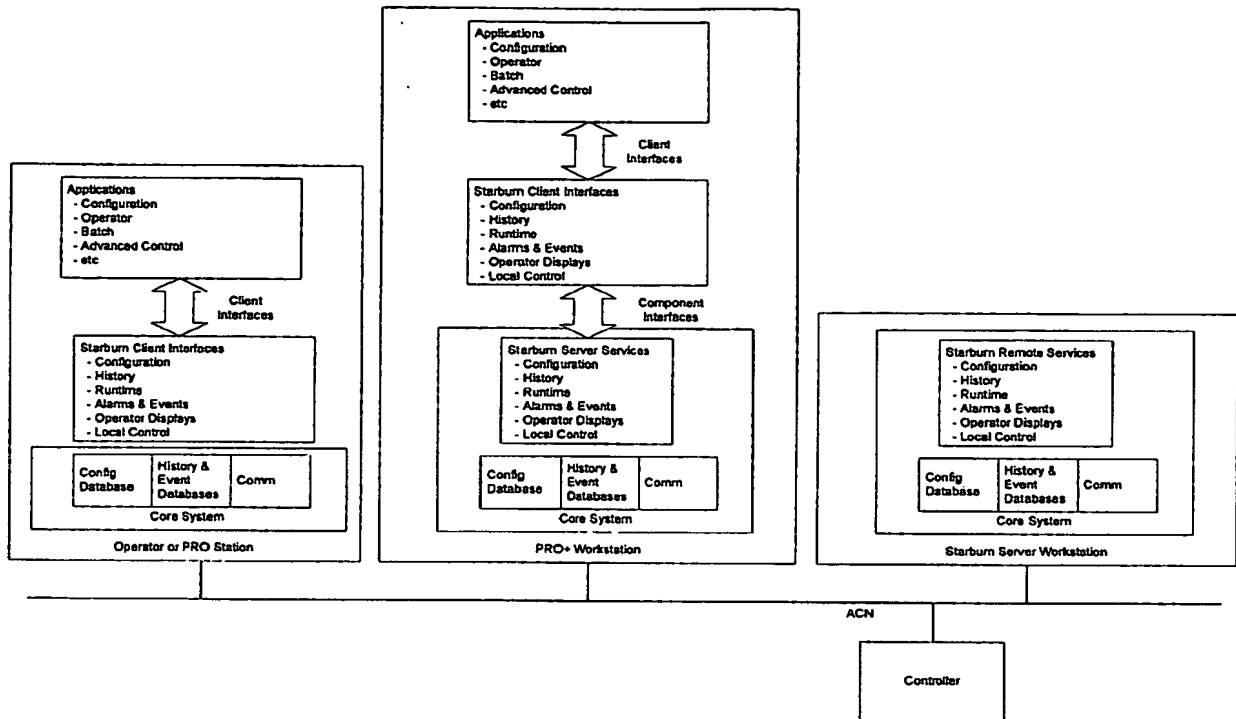 Applications
- Configuration
- Operator
- Batch
- Advanced Control
- etc
Client
Interfaces
Starburn Client Interfaces
- Configuration
- History
- Runtime
- Alarms & Events
- Operator Displays
- Local Control
Config
Database
History &
Event
Databases
Comm
Core System
Operator or PRO Station
Applications
- Configuration
- Operator
- Batch
- Advanced Control
- etc
Client
Interfaces
Starburn Client Interfaces
- Configuration
- History
- Runtime
- Alarms & Events
- Operator Displays
- Local Control
Component
Interfaces
Starburn Server Services
- Configuration
- History
- Runtime
- Alarms & Events
- Operator Displays
- Local Control
Config
Database
History &
Event
Databases
Comm
Core System
PRO+ Workstation
Starburn Remote Services
- Configuration
- History
- Runtime
- Alarms & Events
- Operator Displays
- Local Control
Config
Database
History &
Event
Databases
Comm
Core System
Starburn Server Workstation
ACN
Controller